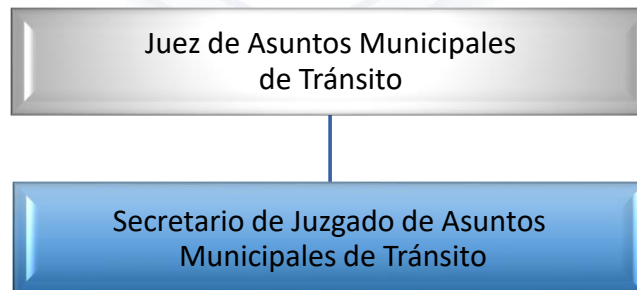 Juez de Asuntos Municipales
de Tránsito
Secretario de Juzgado de Asuntos
Municipales de Tránsito